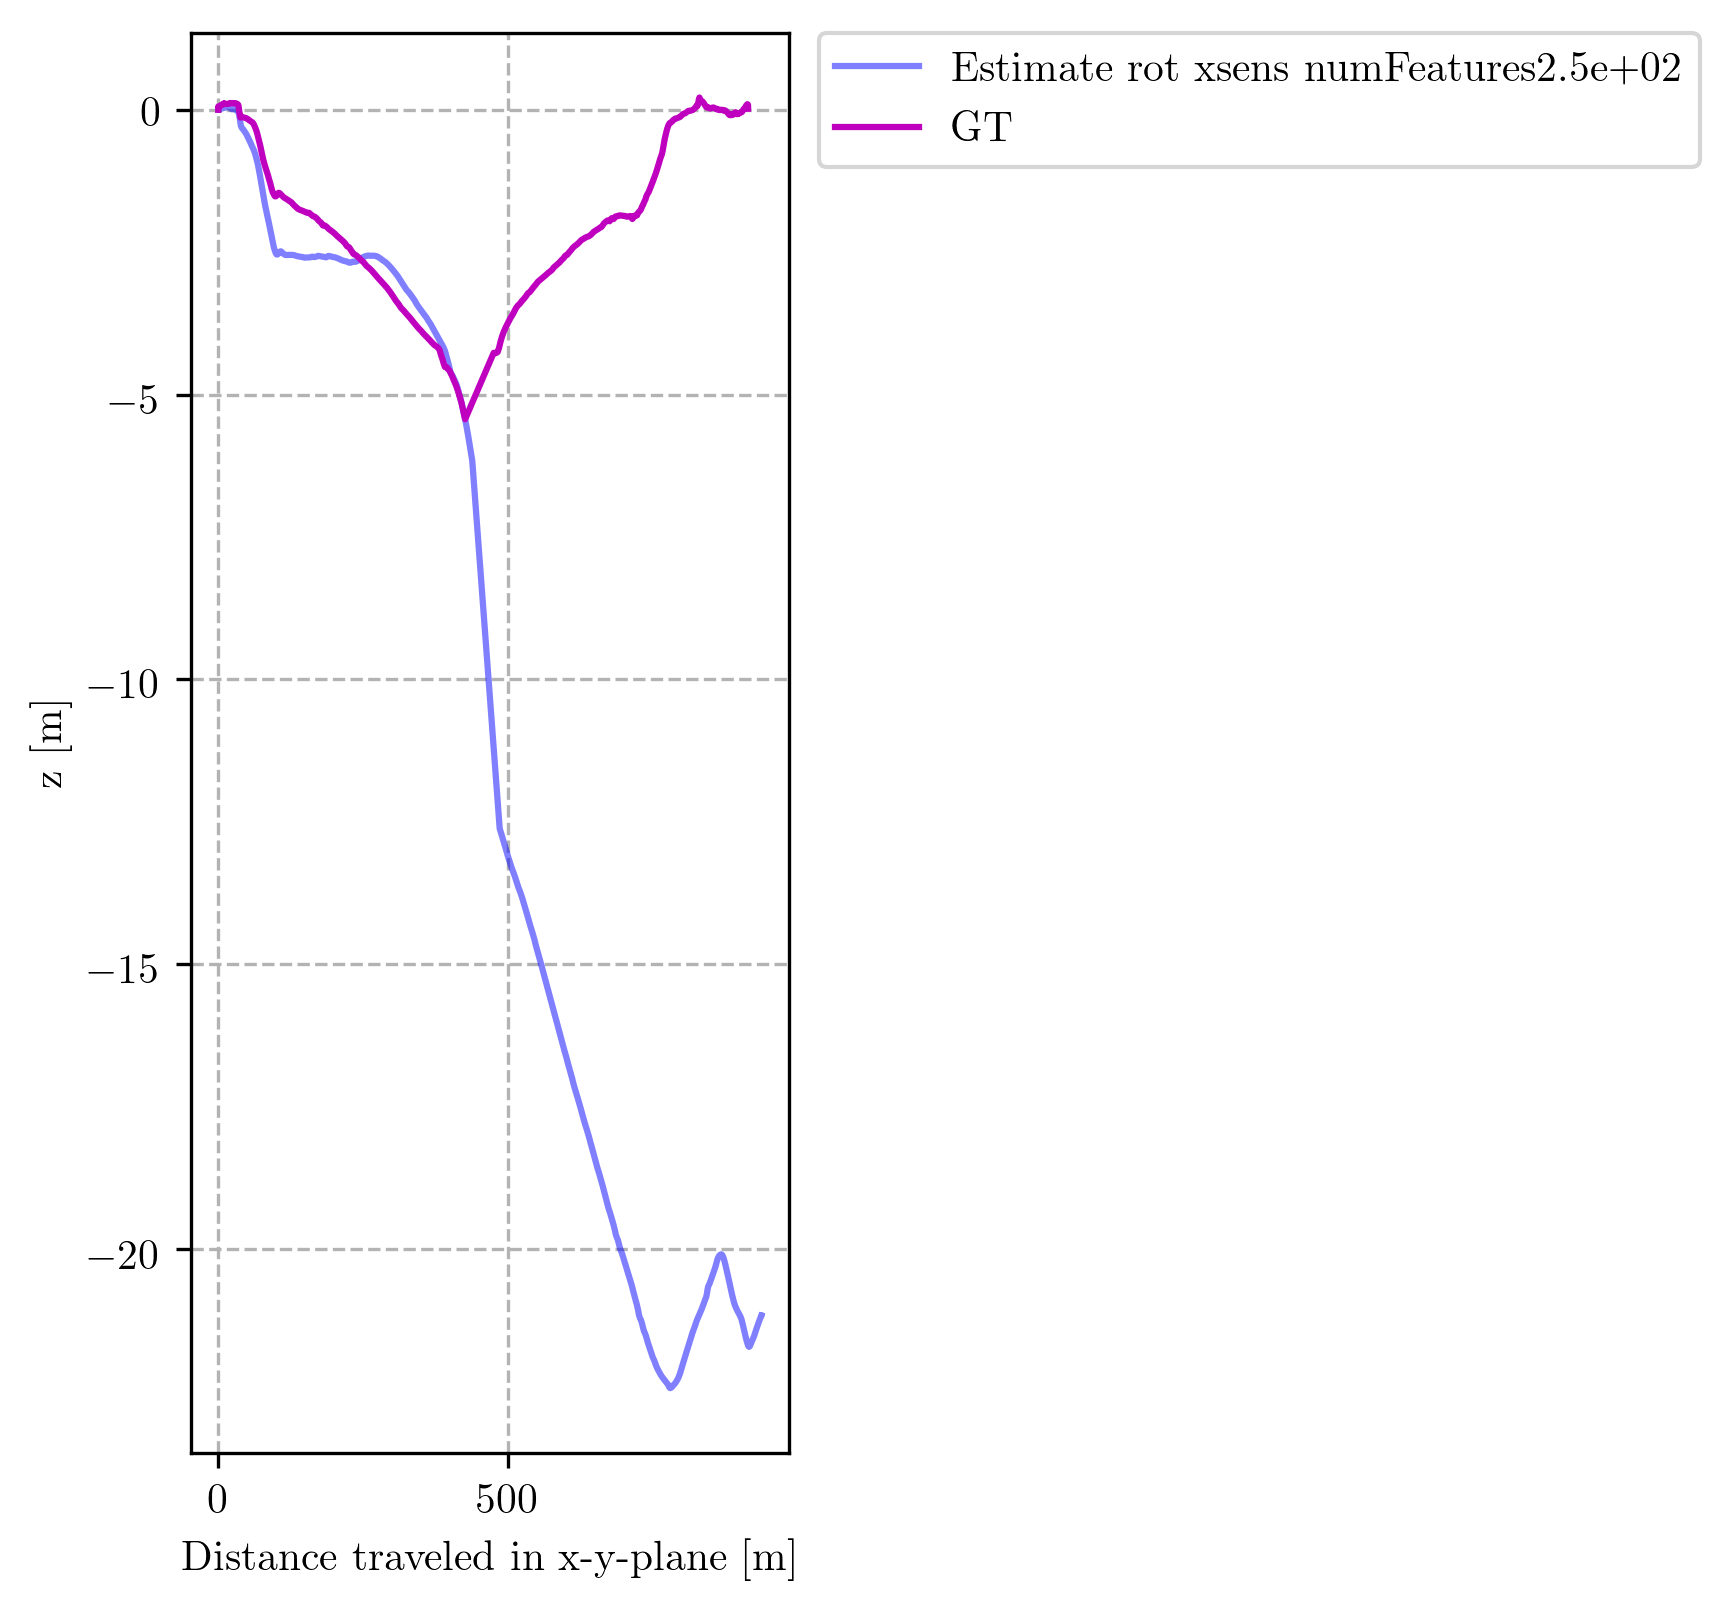 Estimate rot xsens numFeatures2.5e+02
GT
0
−5
−10
−15
−20
z [m]
0 500
Distance traveled in x-y-plane [m]